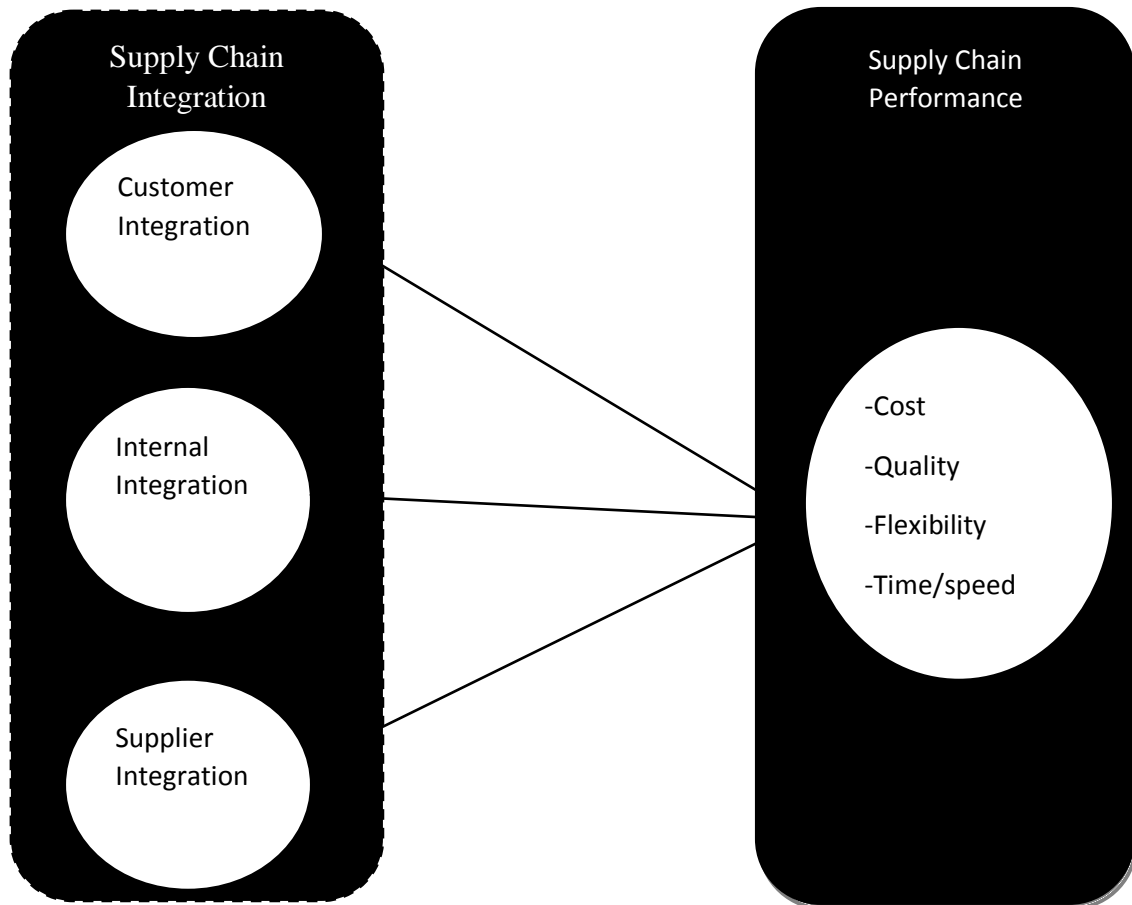 Supply Chain
Integration
Customer
Integration
Internal
Integration
Supplier
Integration
Supply Chain
Performance
-Cost
-Quality
-Flexibility
-Time/speed